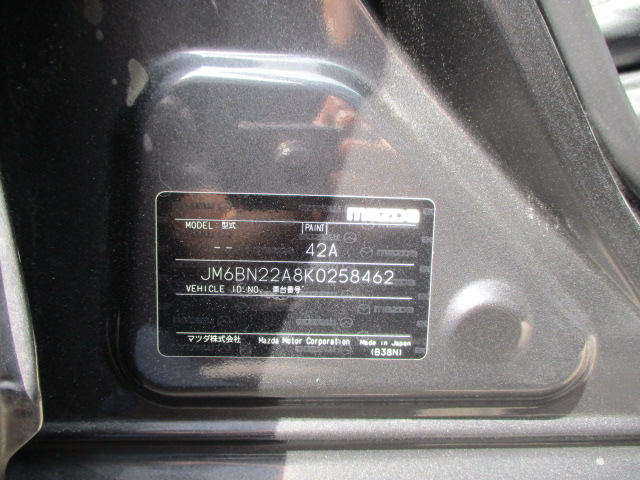 mazda
MODEL: 型式 PAINT
-- 42A
JM6BN22A8K0258462
VEHICLE ID.NO. 車台番号
マツダ株式会社 Mazda Motor Corporation Made in Japan
(B38N)